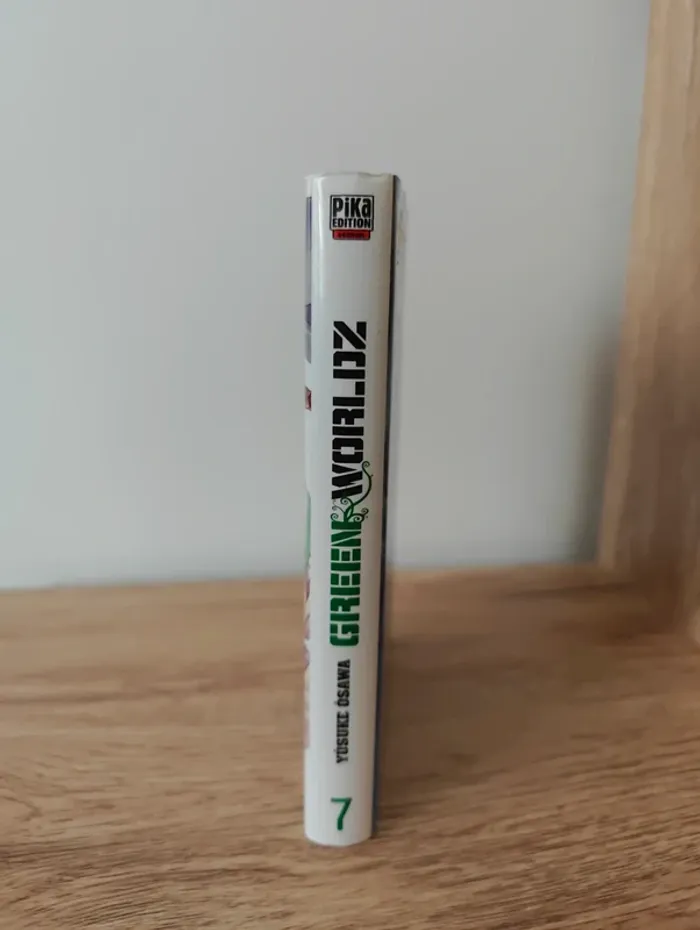 PiKa
EDITION
GREEN WORLDZ
YÛSUKE ÔSAWA
7